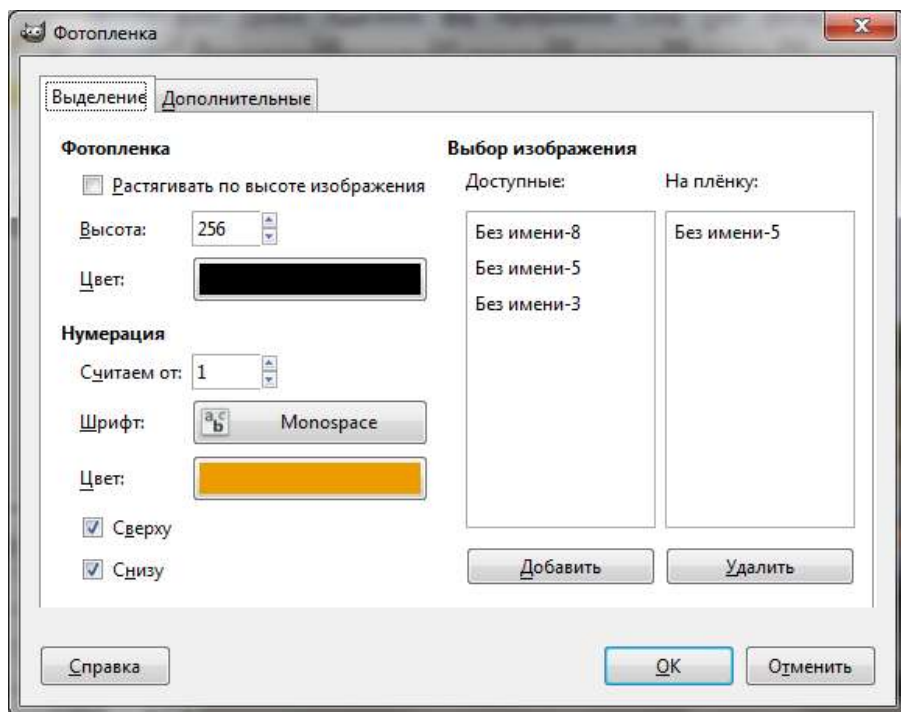 Фотопленка
Выделение Дополнительные
Фотопленка
Растягивать по высоте изображения
Высота: 256
Цвет:
Нумерация
Считаем от: 1
Шрифт: Monospace
Цвет:
Сверху
Снизу
Выбор изображения
Доступные: На плёнку:
Без имени-8 Без имени-5
Без имени-5
Без имени-3
Добавить Удалить
Справка ОК Отменить